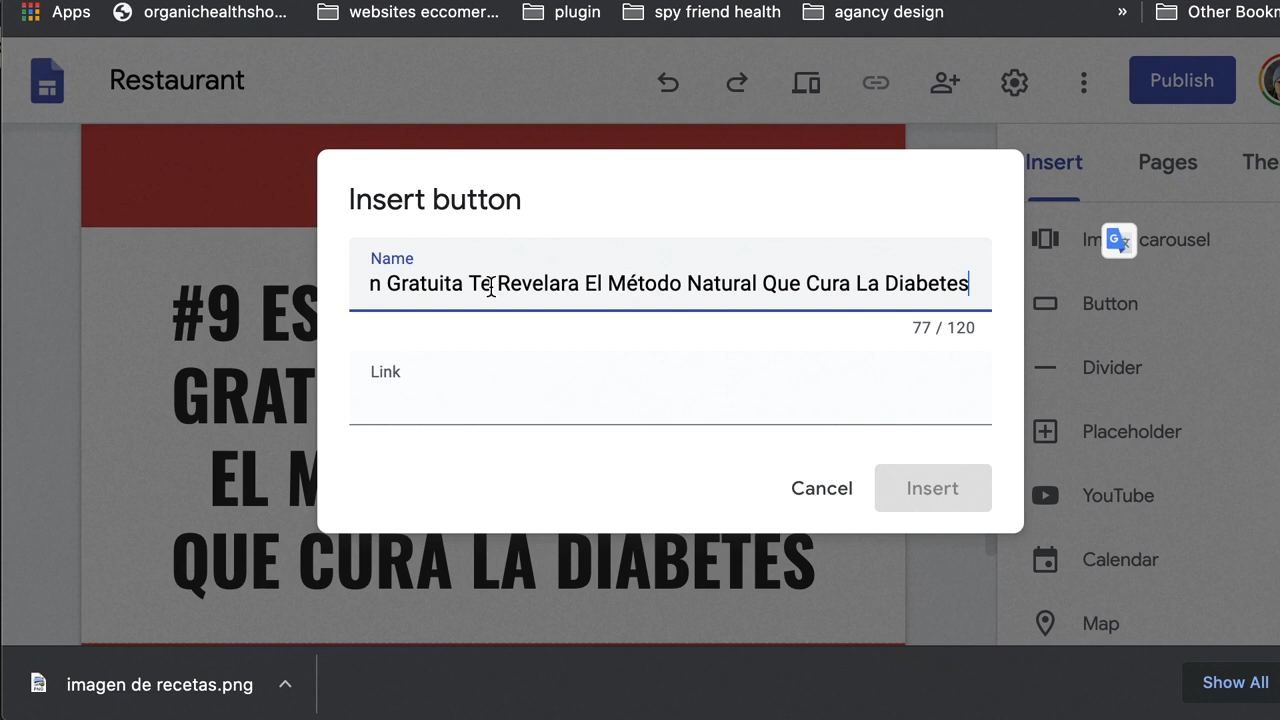 Apps organichealthsho... websites eccomer... plugin spy friend health agancy design » Other Bookm
Restaurant Publish
Insert Pages The
Insert button
Name
n Gratuita Te Revelara El Método Natural Que Cura La Diabetes
77 / 120
Link
Cancel Insert
#9 ES
GRAT
EL M
QUE CURA LA DIABETES
Im carousel
Button
Divider
Placeholder
YouTube
Calendar
Map
imagen de recetas.png Show All